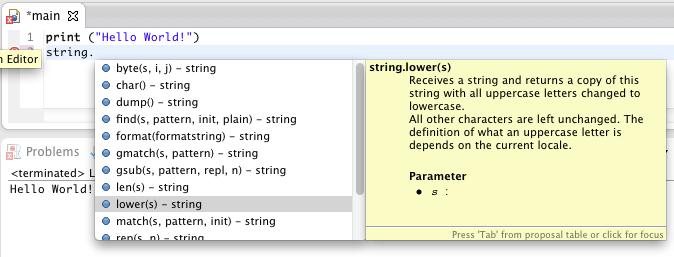 *main
1 print ("Hello World!")
string.
n Editor
byte(s, i, j) – string
char() – string
dump() – string
find(s, pattern, init, plain) – string
format(formatstring) – string
gmatch(s, pattern) – string
gsub(s, pattern, repl, n) – string
len(s) – string
lower(s) – string
match(s, pattern, init) – string
rep(s, n) – string
string.lower(s)
Receives a string and returns a copy of this
string with all uppercase letters changed to
lowercase.
All other characters are left unchanged. The
definition of what an uppercase letter is
depends on the current locale.
Parameter
• s :
Press 'Tab' from proposal table or click for focus
Problems
<terminated> L
Hello World!